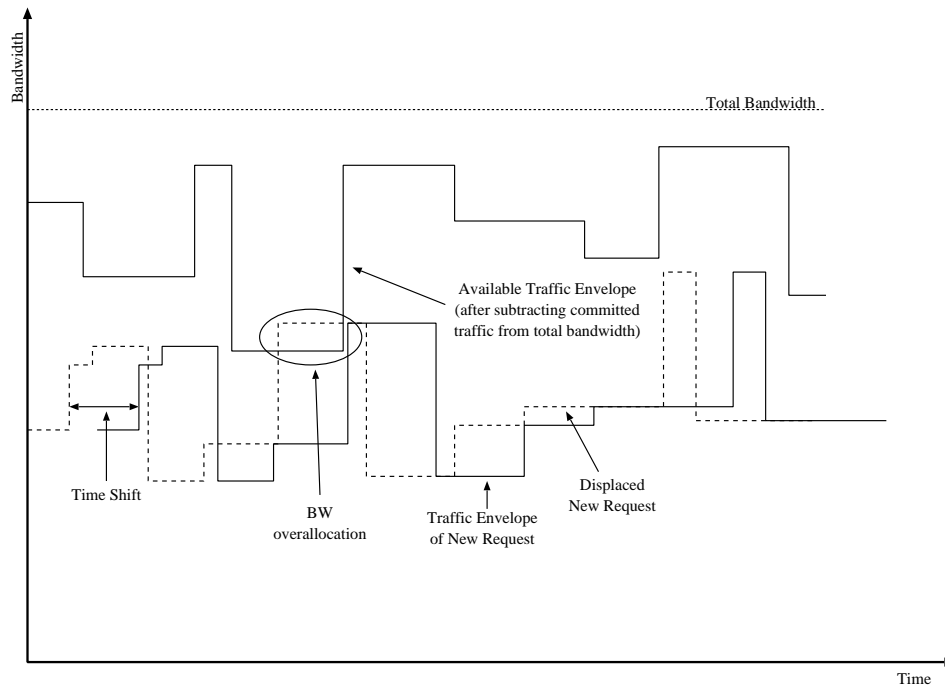 Bandwidth
Total Bandwidth
Available Traffic Envelope
(after subtracting committed
traffic from total bandwidth)
Time Shift
BW
overallocation
Traffic Envelope
of New Request
Displaced
New Request
Time